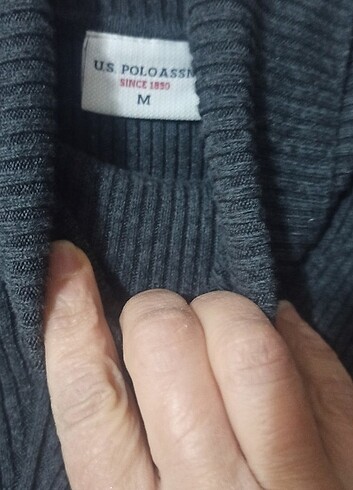 U.S. POLO ASSN
SINCE 1890
M